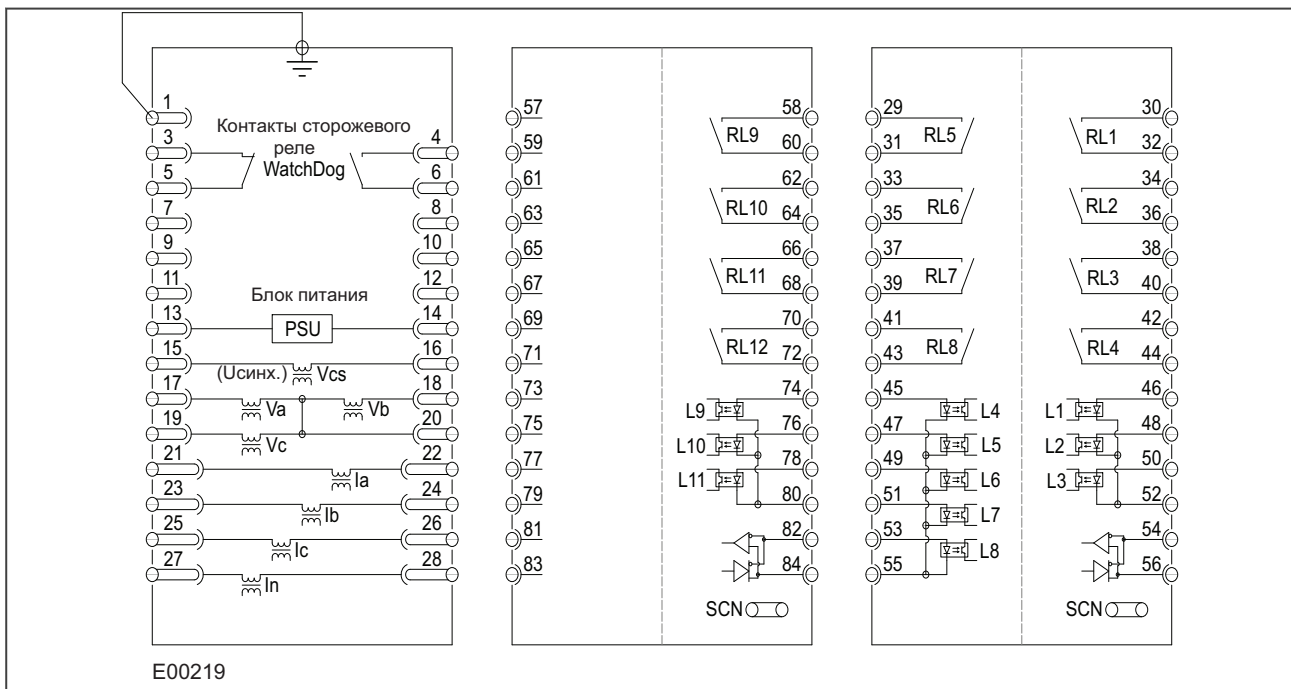 1
3 Контакты сторожевого 4
реле
WatchDog
5 6
7 8
9 10
11 12
Блок питания
13 PSU 14
15 16
(Uсинх.) Vcs
17 18
Va Vb
19 20
Vc
21 22
Ia
23 24
Ib
25 26
Ic
27 28
In
57 58
RL9
59 60
61 62
RL10
63 64
65 66
RL11
67 68
69 70
RL12
71 72
73 74
L9
75 76
L10
77 78
L11
79 80
81 82
83 84
SCN
29 30
RL5 RL1
31 32
33 34
RL6 RL2
35 36
37 38
RL7 RL3
39 40
41 42
RL8 RL4
43 44
45 46
L4 L1
47 48
L5 L2
49 50
L6 L3
51 52
L7
53 54
L8
55 56
SCN
E00219